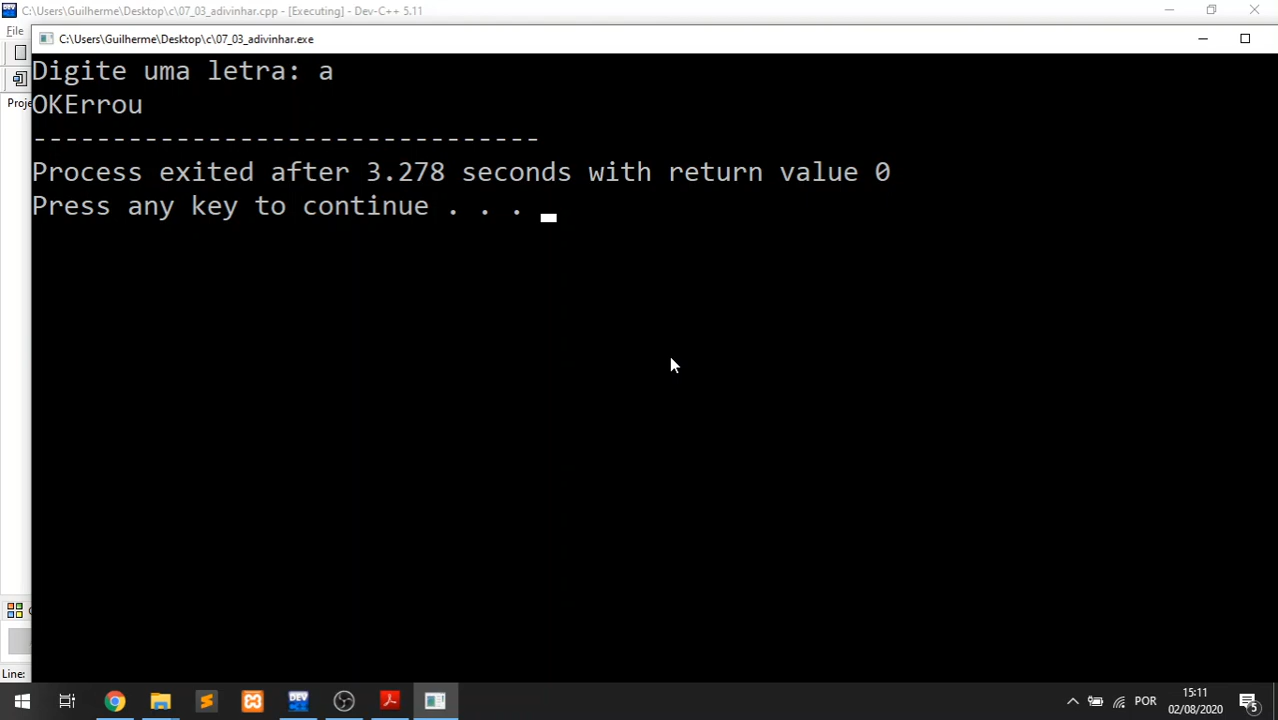 C:\Users\Guilherme\Desktop\c\07_03_adivinhar.cpp - [Executing] - Dev-C++ 5.11
File
C:\Users\Guilherme\Desktop\c\07_03_adivinhar.exe
Proje
Digite uma letra: a
OKErrou
--------------------------------
Process exited after 3.278 seconds with return value 0
Press any key to continue . . .
Line:
DEV
POR
15:11
02/08/2020
5